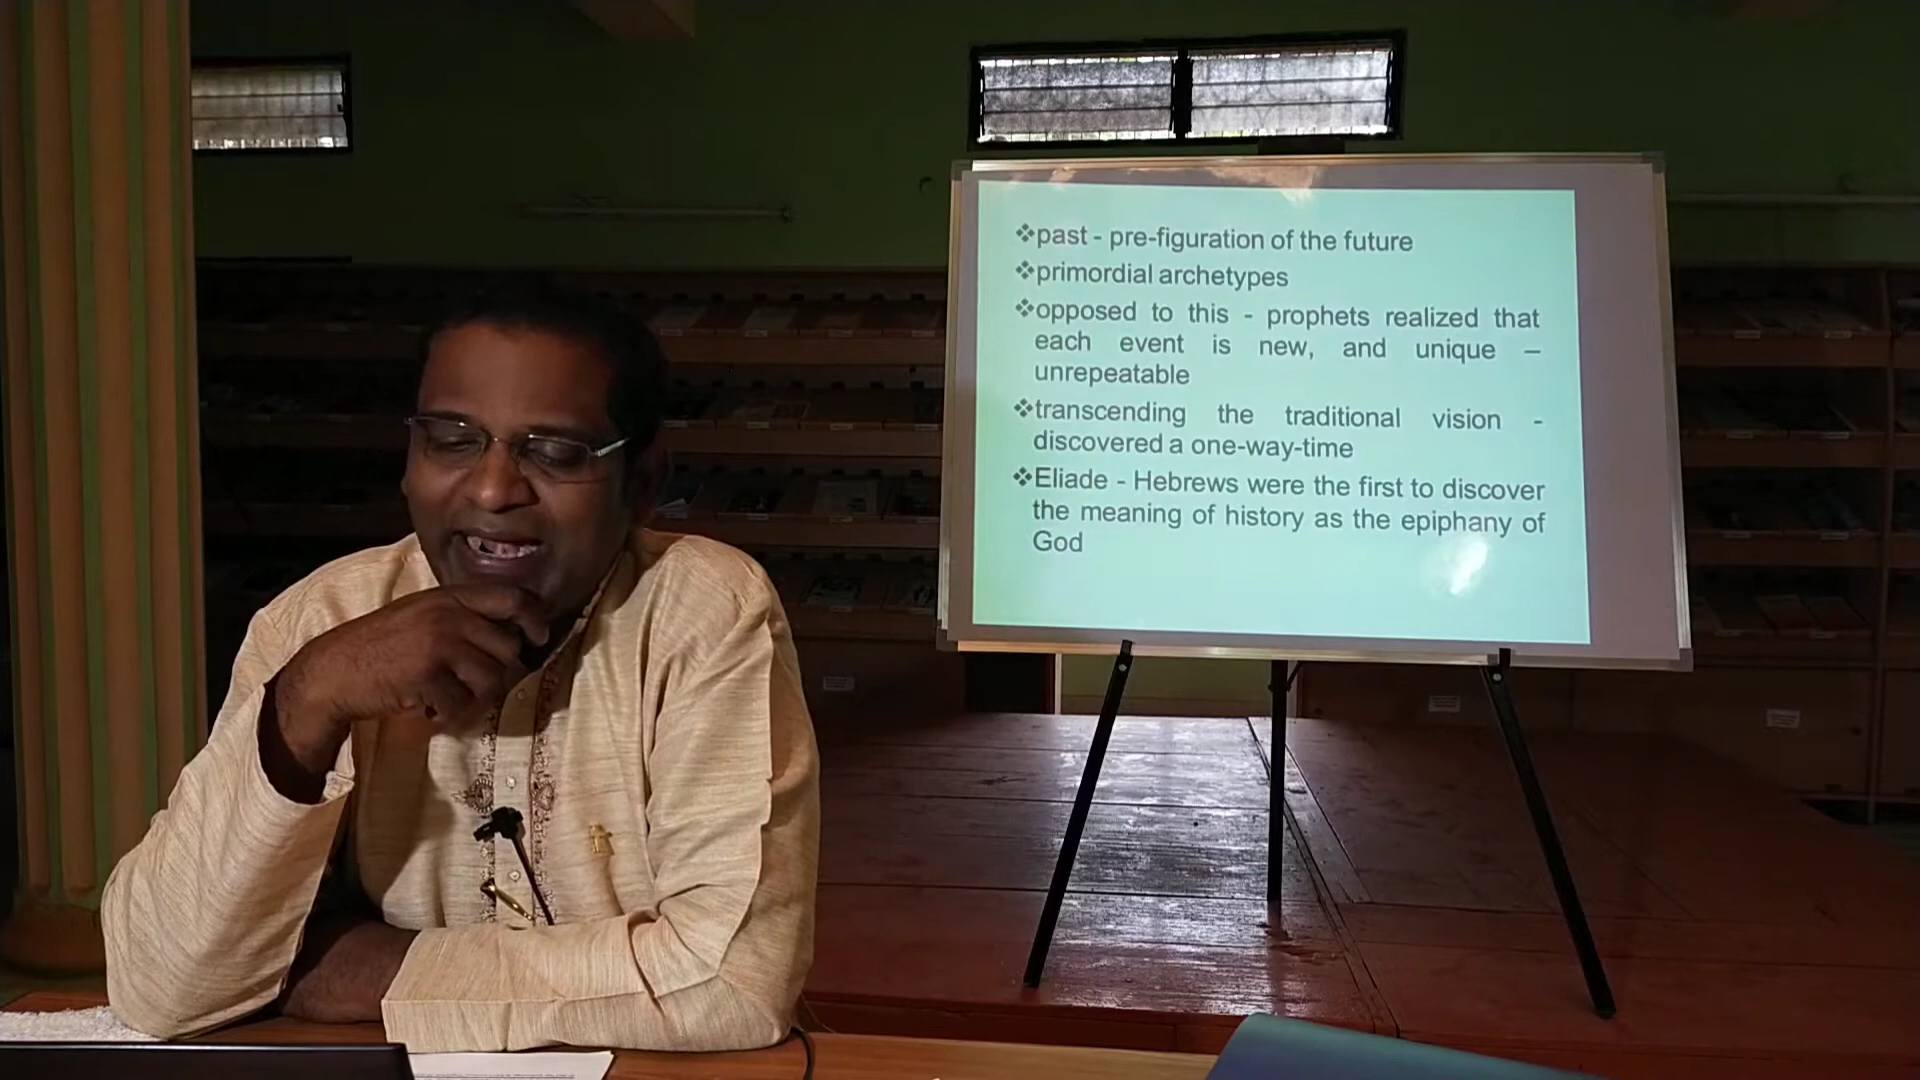 ❖past - pre-figuration of the future
❖primordial archetypes
❖opposed to this - prophets realized that
each event is new, and unique –
unrepeatable
❖transcending the traditional vision -
discovered a one-way-time
❖Eliade - Hebrews were the first to discover
the meaning of history as the epiphany of
God